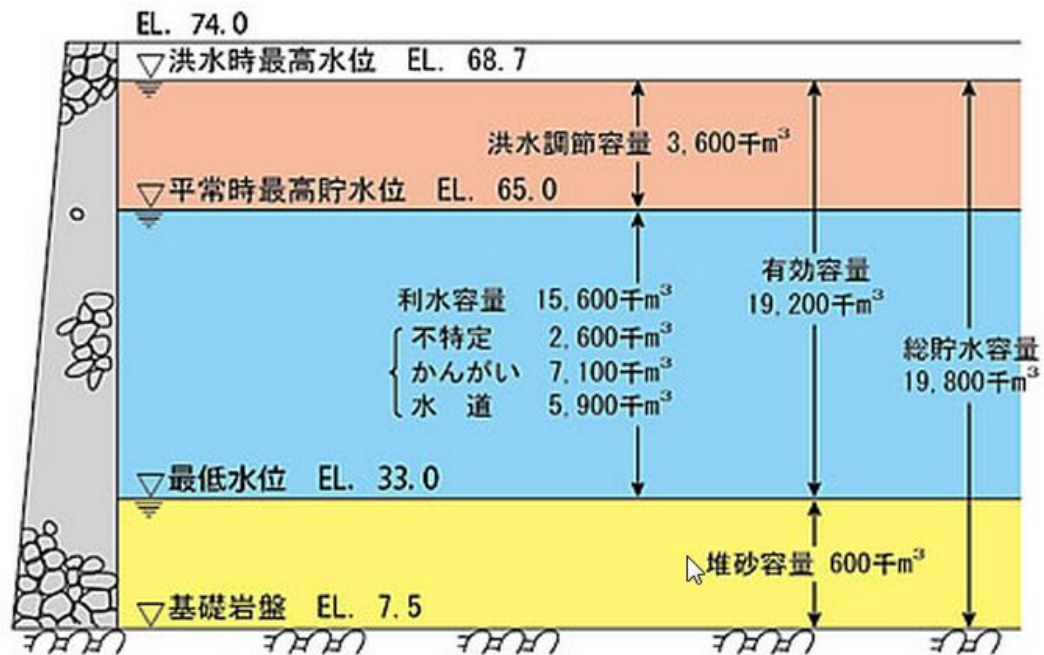 EL. 74.0
▽洪水時最高水位 EL. 68.7
洪水調節容量 3,600千m³
▽平常時最高貯水位 EL. 65.0
有効容量
19,200千m³
利水容量 15,600千m³
不特定 2,600千m³
かんがい 7,100千m³
水 道 5,900千m³
総貯水容量
19,800千m³
▽最低水位 EL. 33.0
堆砂容量 600千m³
▽基礎岩盤 EL. 7.5